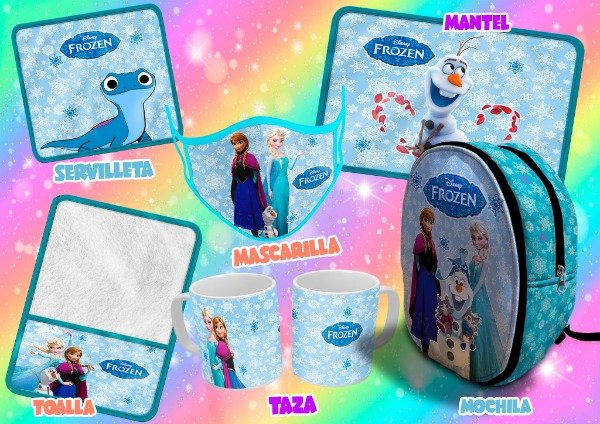 Disney
FROZEN
SERVILLETA
MANTEL
Disney
FROZEN
Disney
FROZEN
MASCARILLA
Disney
FROZEN
TOALLA
Disney
FROZEN
TAZA
Disney
FROZEN
MOCHILA